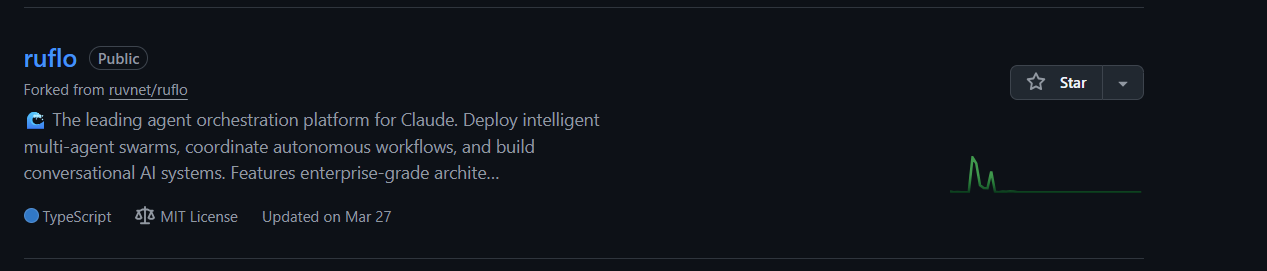 ruflo Public
Forked from ruvnet/ruflo
Star
🌊 The leading agent orchestration platform for Claude. Deploy intelligent
multi-agent swarms, coordinate autonomous workflows, and build
conversational AI systems. Features enterprise-grade archite...
TypeScript MIT License Updated on Mar 27